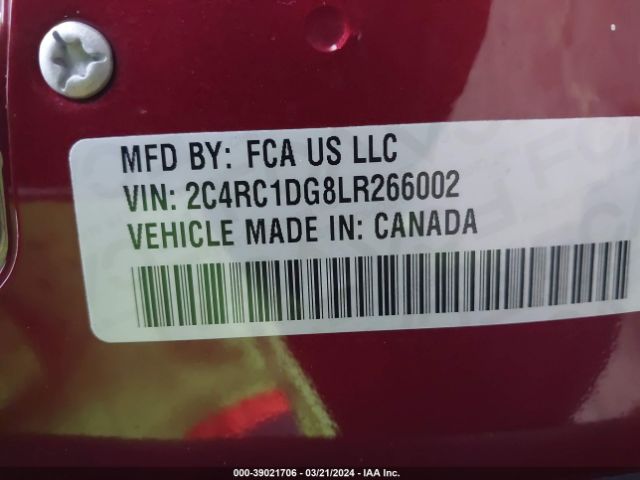 MFD BY: FCA US LLC
VIN: 2C4RC1DG8LR266002
VEHICLE MADE IN: CANADA
000-39021706 - 03/21/2024 - IAA Inc.